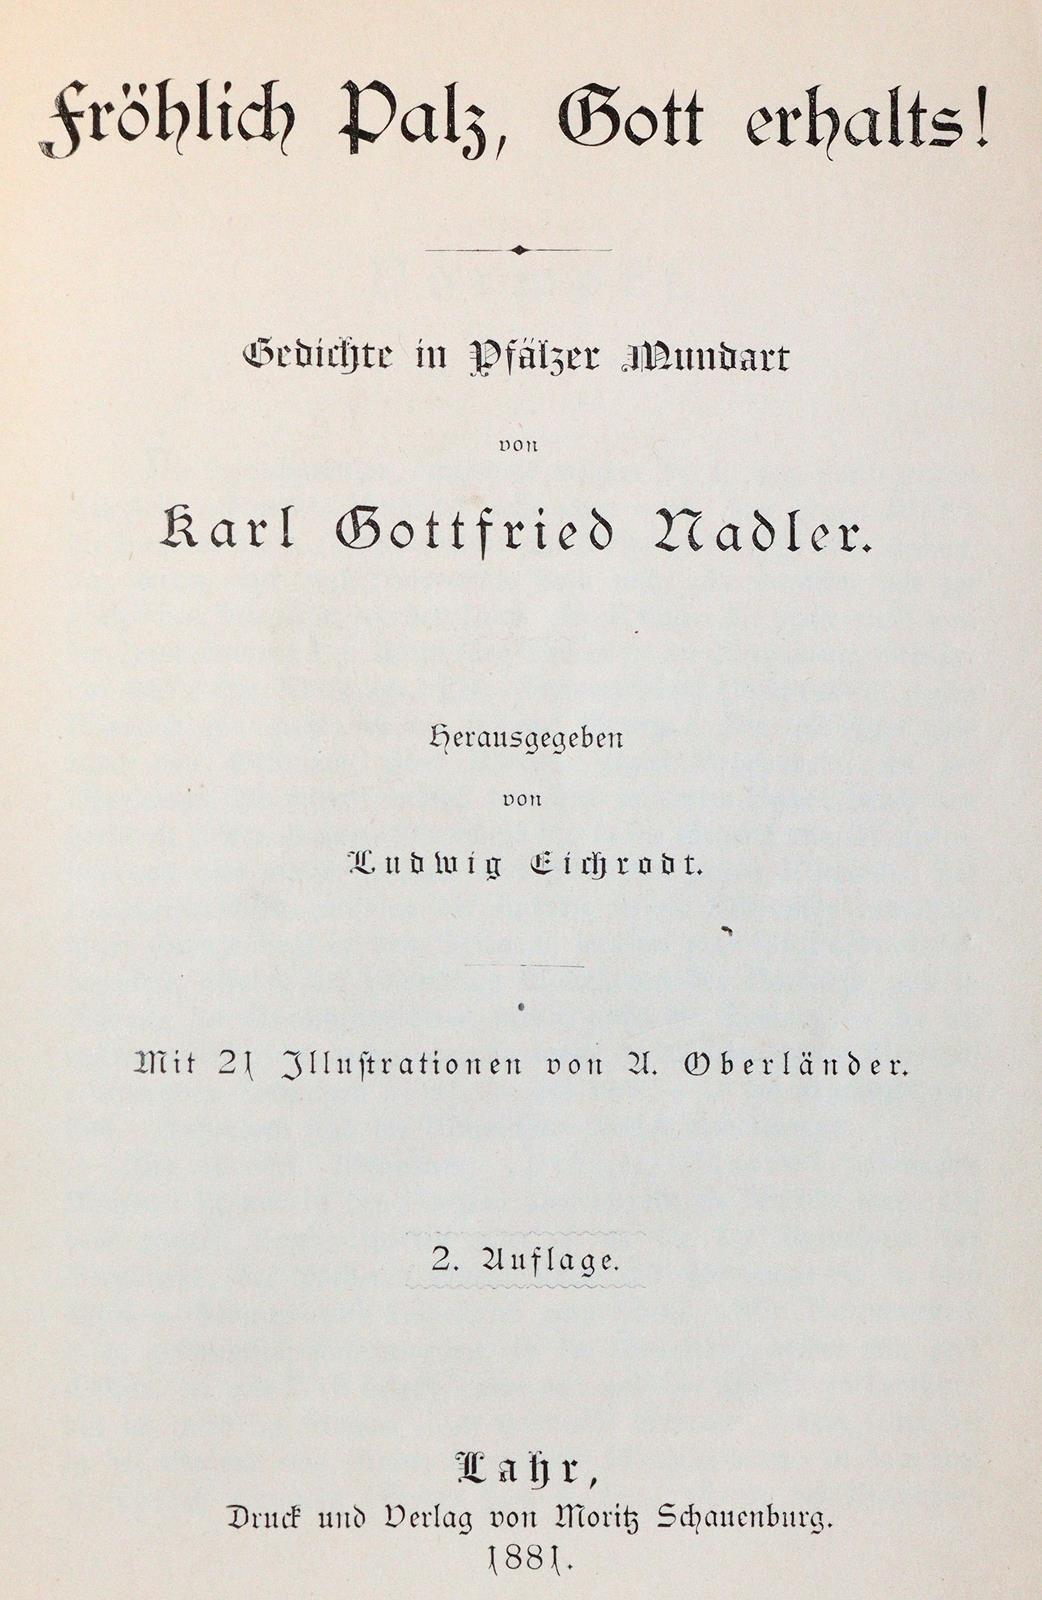 Fröhlich Palz, Gott erhalts!
Gedichte in Pfälzer Mundart
von
Karl Gottfried Nadler.
Herausgegeben
von
Ludwig Eichrodt.
Mit 21 Illustrationen von A. Oberländer.
2. Auflage.
Lahr,
Druck und Verlag von Moritz Schauenburg.
1881.